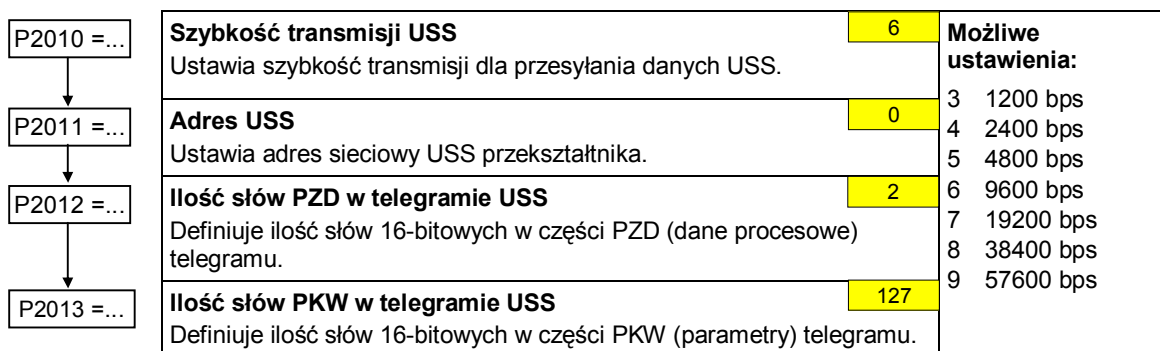 P2010 =...
Szybkość transmisji USS
6
Ustawia szybkość transmisji dla przesyłania danych USS.
P2011 =...
Adres USS
0
Ustawia adres sieciowy USS przekształtnika.
P2012 =...
Ilość słów PZD w telegramie USS
2
Definiuje ilość słów 16-bitowych w części PZD (dane procesowe)
telegramu.
P2013 =...
Ilość słów PKW w telegramie USS
127
Definiuje ilość słów 16-bitowych w części PKW (parametry) telegramu.
Możliwe
ustawienia:
3 1200 bps
4 2400 bps
5 4800 bps
6 9600 bps
7 19200 bps
8 38400 bps
9 57600 bps